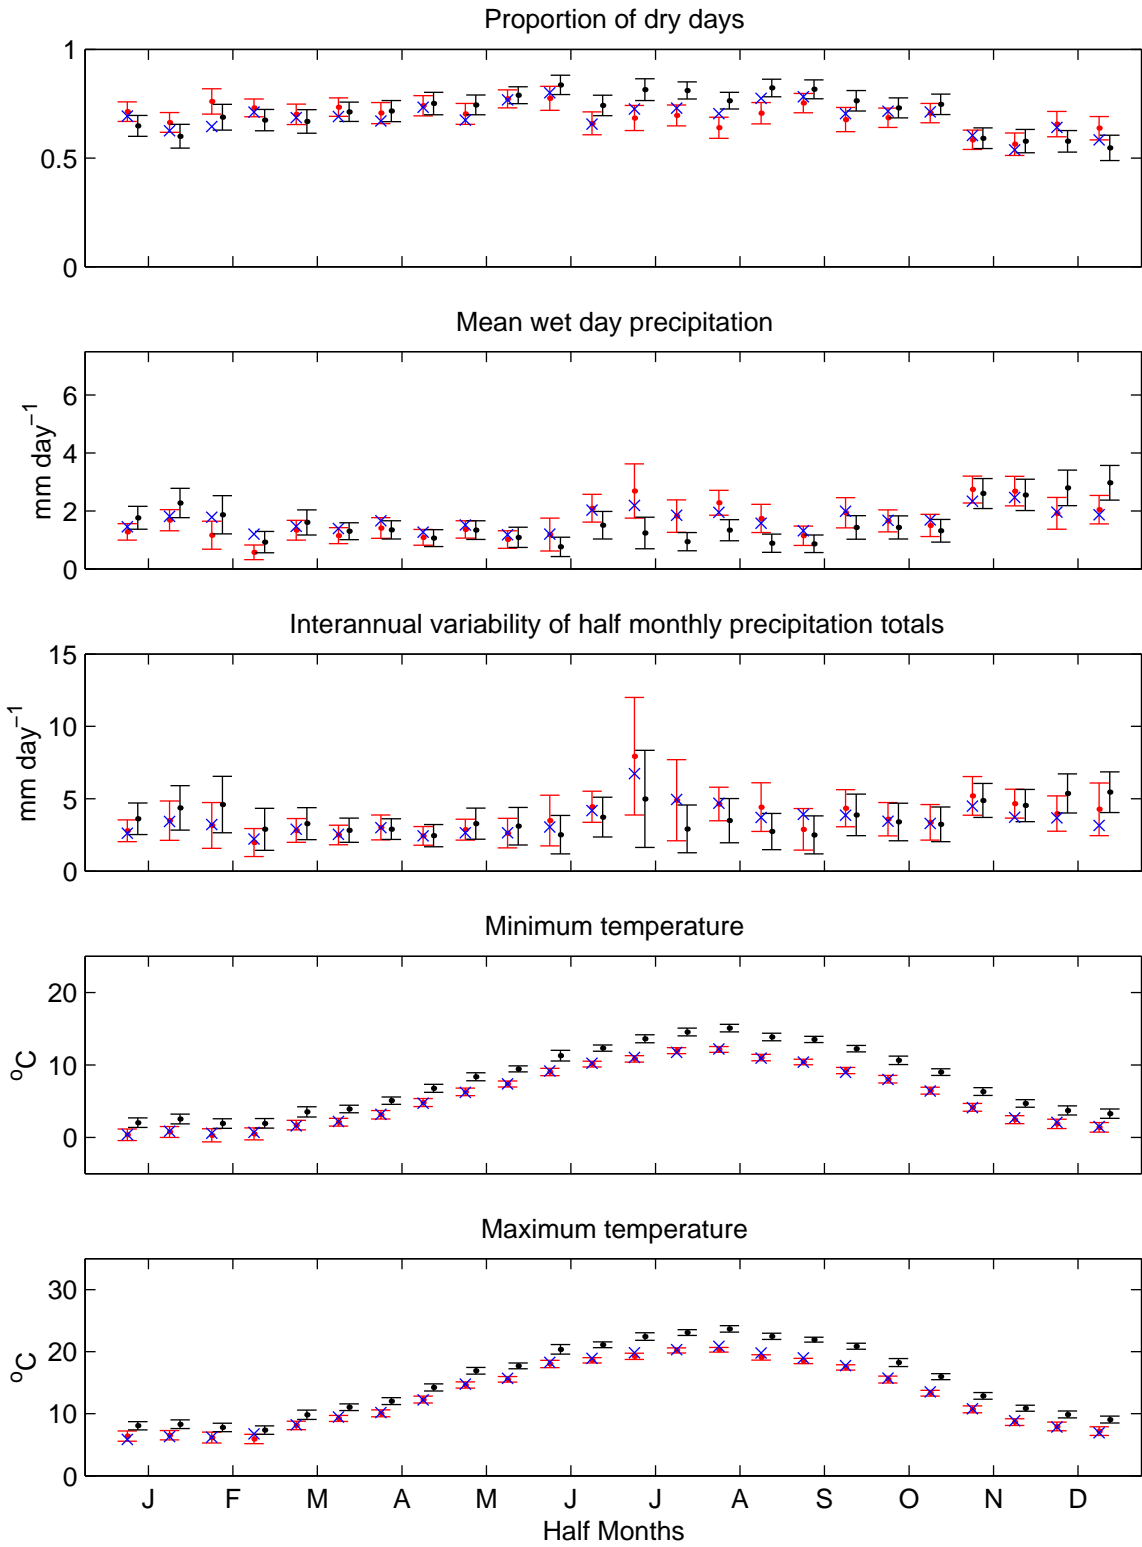 Proportion of dry days
1
0.5
0
Mean wet day precipitation
6
4
2
0
mm day⁻¹
Interannual variability of half monthly precipitation totals
15
10
5
0
mm day⁻¹
Minimum temperature
20
10
0
°C
Maximum temperature
30
20
10
0
°C
J F M A M J J A S O N D
Half Months